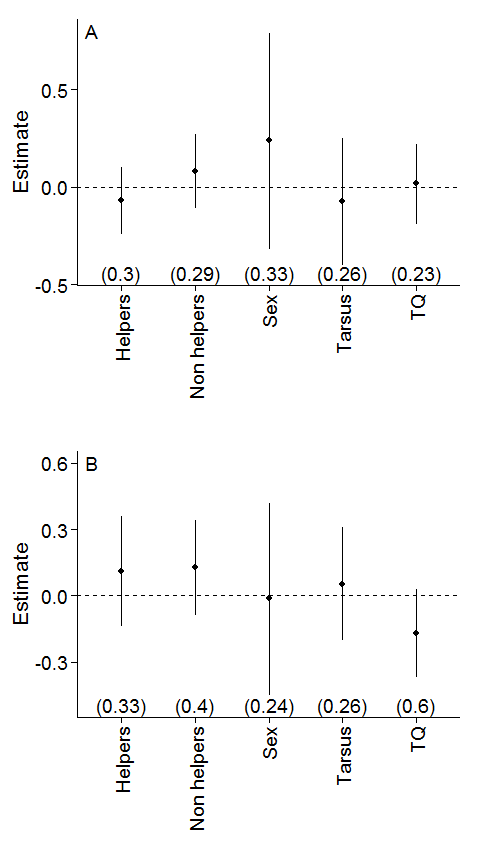 A
0.5
0.0
-0.5
Estimate
(0.3) (0.29) (0.33) (0.26) (0.23)
Helpers
Non helpers
Sex
Tarsus
TQ
B
0.6
0.3
0.0
-0.3
Estimate
(0.33) (0.4) (0.24) (0.26) (0.6)
Helpers
Non helpers
Sex
Tarsus
TQ